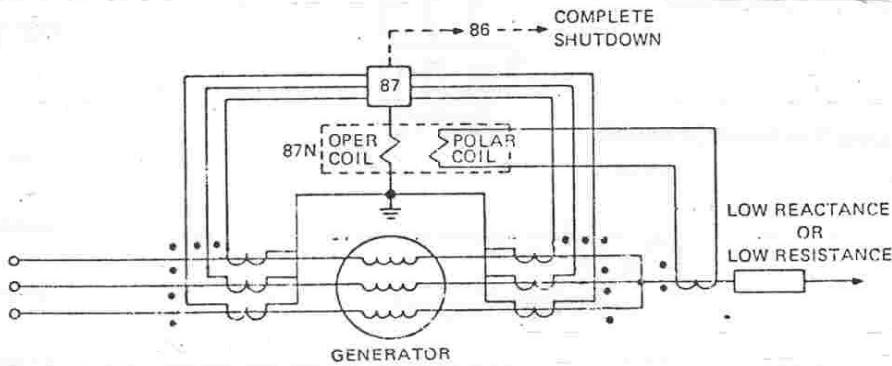 86
COMPLETE
SHUTDOWN
87
87N
OPER
COIL
POLAR
COIL
LOW REACTANCE
OR
LOW RESISTANCE
GENERATOR